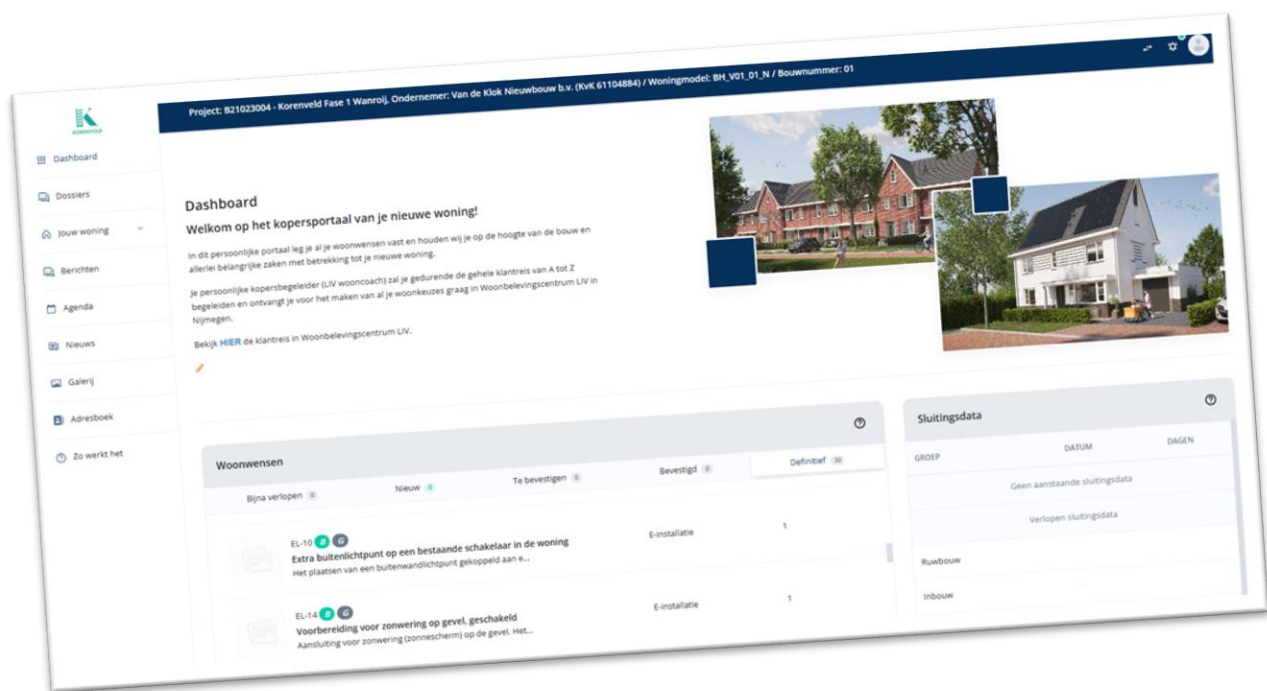 Project: B21023004 - Korenveld Fase 1 Wanroij, Ondernemer: Van de Klok Nieuwbouw b.v. (KvK 61104884) / Woningmodel: BH_V01_01_N / Bouwnummer: 01
K
KORENVELD
Dashboard
Dossiers
Jouw woning
Berichten
Agenda
Nieuws
Galerij
Adresboek
Zo werkt het
Dashboard
Welkom op het kopersportaal van je nieuwe woning!
In dit persoonlijke portaal leg je al je woonwensen vast en houden wij je op de hoogte van de bouw en
allerlei belangrijke zaken met betrekking tot je nieuwe woning.
Je persoonlijke kopersbegeleider (LIV wooncoach) zal je gedurende de gehele klantreis van A tot Z
begeleiden en ontvangt je voor het maken van al je woonkeuzes graag in Woonbelevingscentrum LIV in
Nijmegen.
Bekijk HIER de klantreis in Woonbelevingscentrum LIV.
Woonwensen
Bijna verlopen 0 Nieuw 0 Te bevestigen 0 Bevestigd 0 Definitief 30
EL-10 B G
Extra buitenlichtpunt op een bestaande schakelaar in de woning
Het plaatsen van een buitenwandlichtpunt gekoppeld aan e...
E-installatie 1
EL-14 B G
Voorbereiding voor zonwering op gevel, geschakeld
Aansluiting voor zonwering (zonnescherm) op de gevel. Het...
E-installatie 1
Sluitingsdata
GROEP DATUM DAGEN
Geen aanstaande sluitingsdata
Verlopen sluitingsdata
Ruwbouw
Inbouw